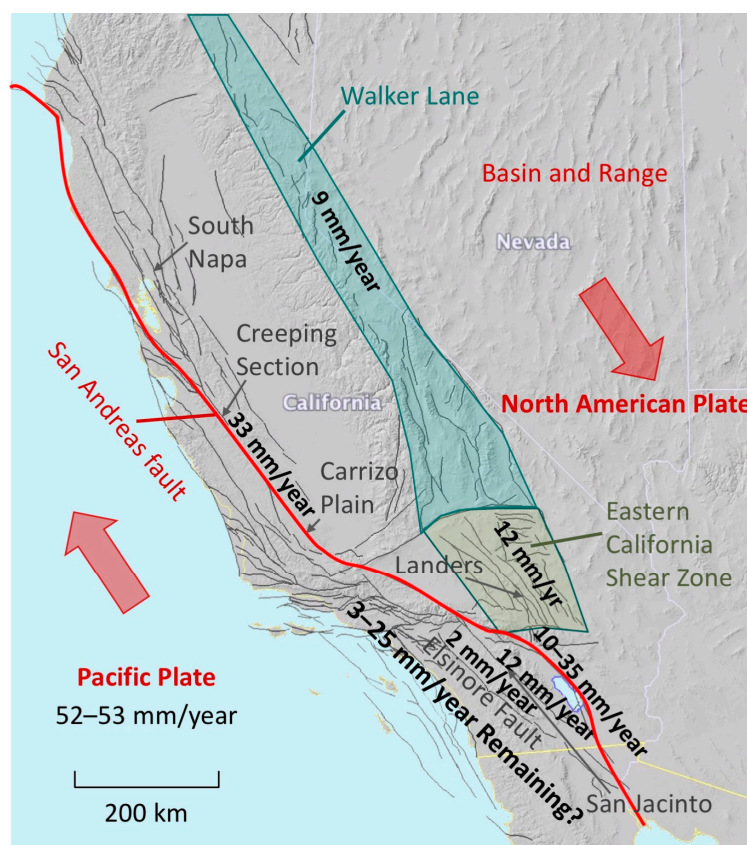 Walker Lane
Basin and Range
9 mm/year
South
Napa
Nevada
Creeping
Section
San Andreas fault
California
North American Plate
33 mm/year
Carrizo
Plain
Eastern
California
Shear Zone
12 mm/yr
Landers
10–35 mm/year
3–25 mm/year Remaining?
2 mm/year
12 mm/year
Elsinore Fault
Pacific Plate
52–53 mm/year
200 km
San Jacinto